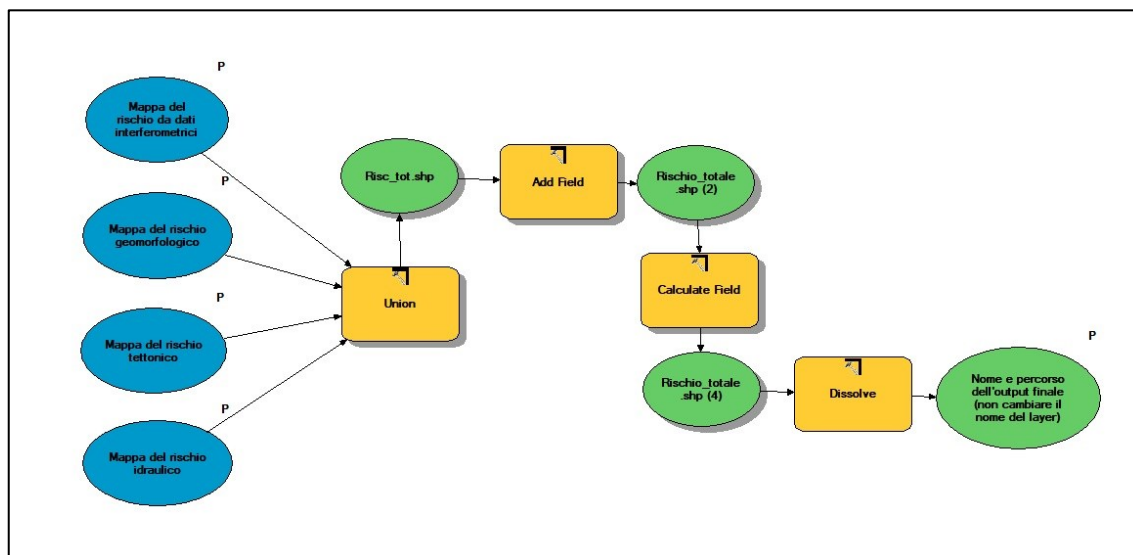 P
Mappa del
rischio da dati
interferometrici
P
Mappa del rischio
geomorfologico
P
Mappa del rischio
tettonico
P
Mappa del rischio
idraulico
Union
Risc_tot.shp
Add Field
Rischio_totale
.shp (2)
Calculate Field
Rischio_totale
.shp (4)
Dissolve
P
Nome e percorso
dell'output finale
(non cambiare il
nome del layer)